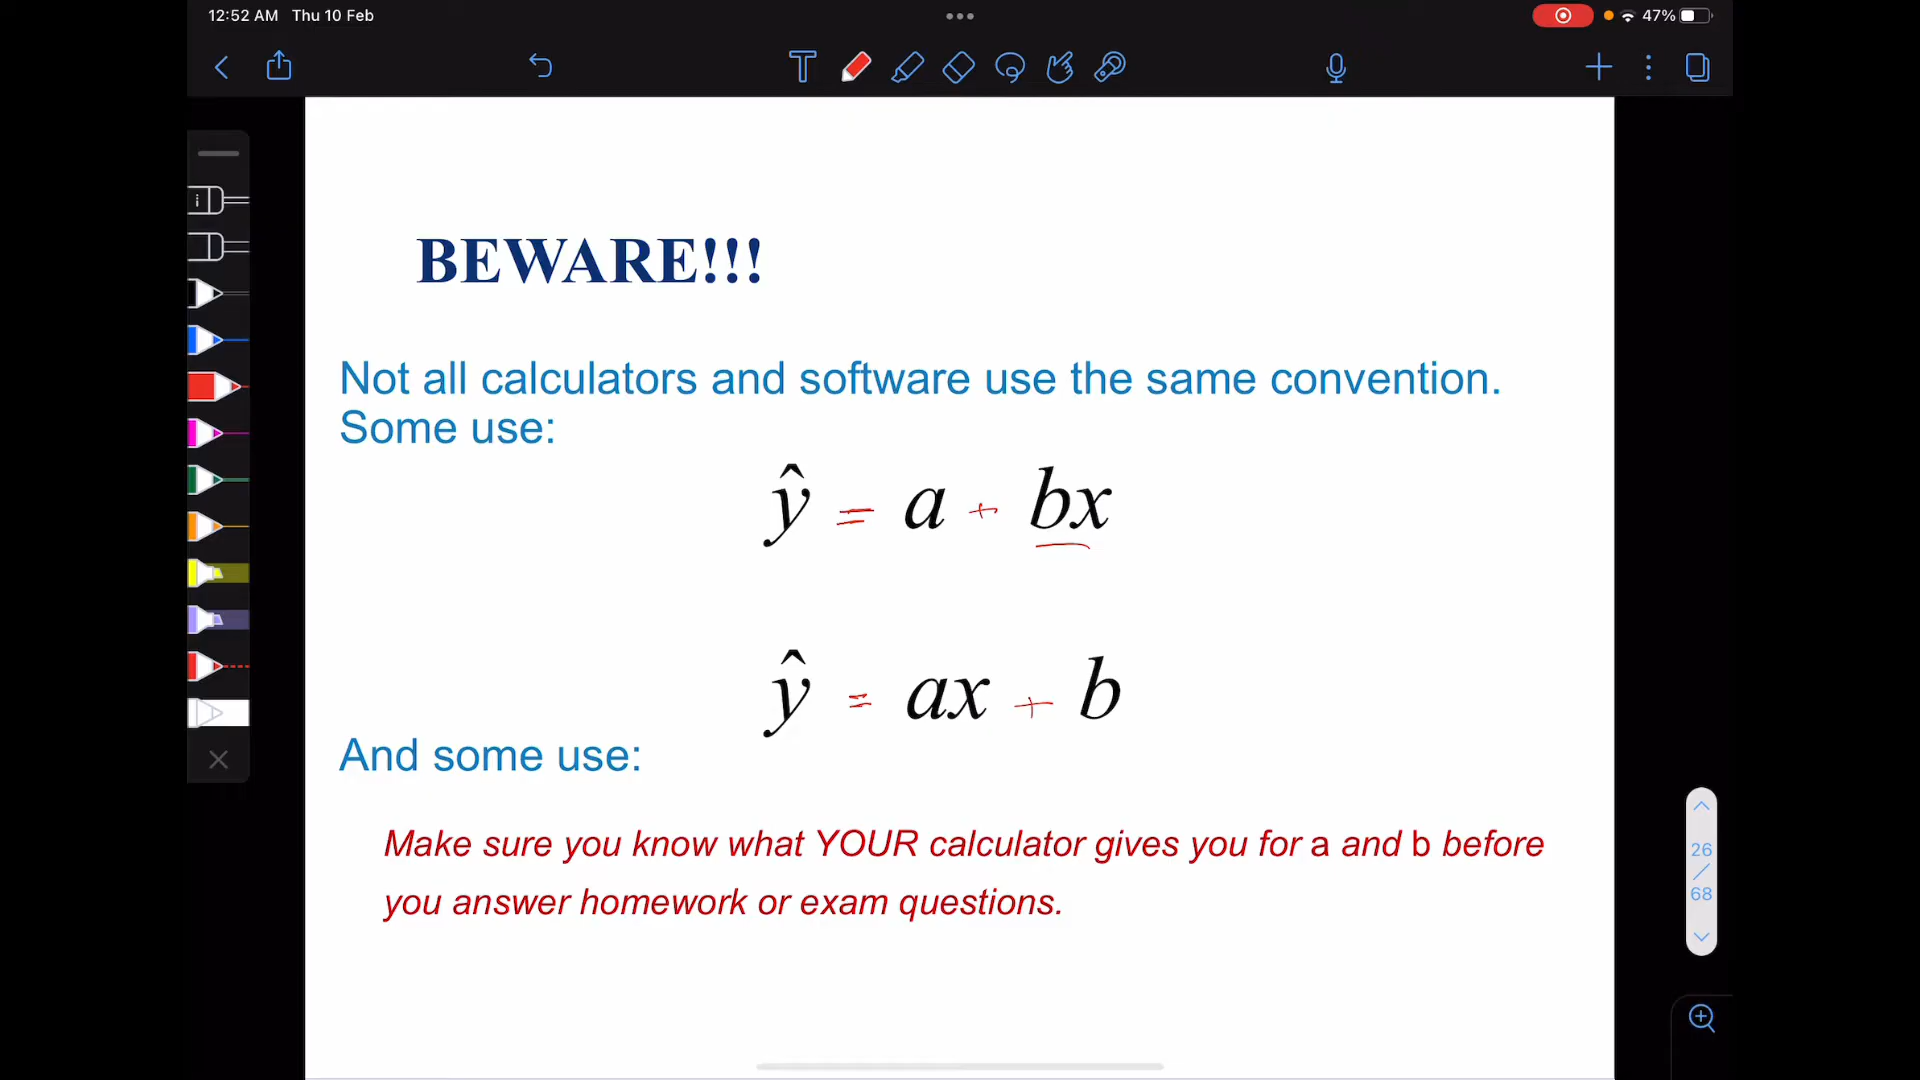 12:52 AM Thu 10 Feb
47%
BEWARE!!!
Not all calculators and software use the same convention.
Some use:
ŷ = a + bx
ŷ = ax + b
And some use:
Make sure you know what YOUR calculator gives you for a and b before
you answer homework or exam questions.
26
/
68